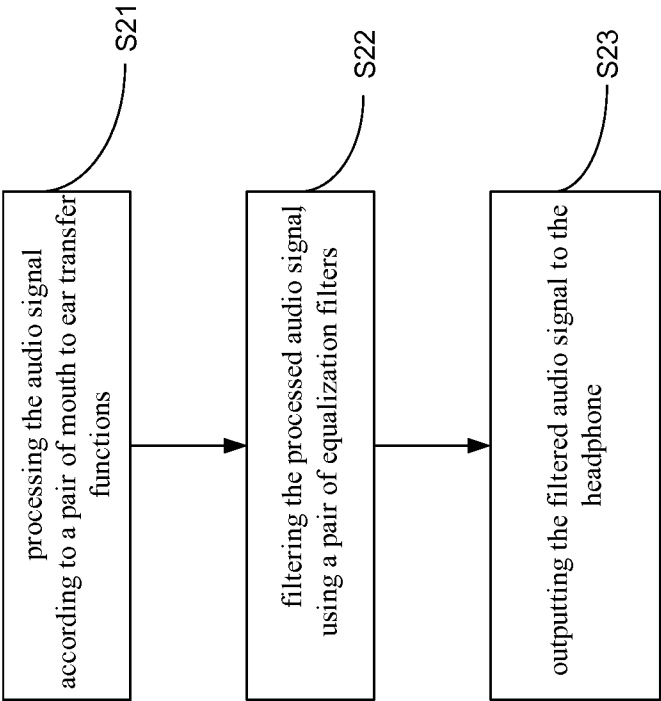 S21
processing the audio signal
according to a pair of mouth to ear transfer
functions
S22
filtering the processed audio signal,
using a pair of equalization filters
S23
outputting the filtered audio signal to the
headphone